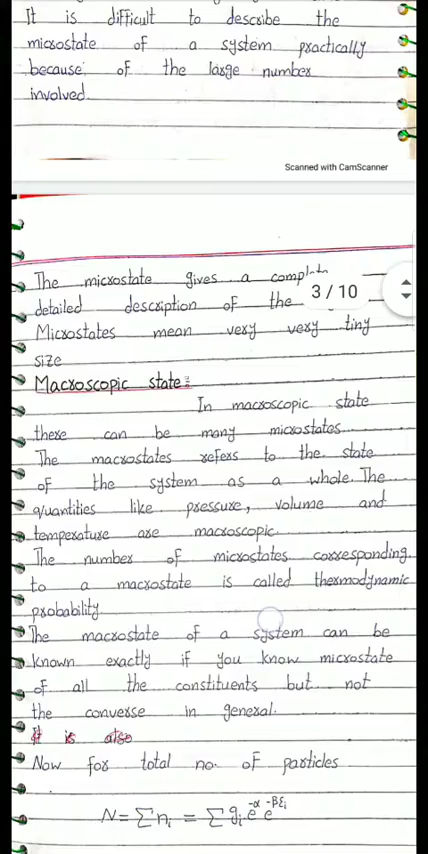 It is difficult to describe the
microstate of a system practically
because of the large number
involved.
Scanned with CamScanner
The microstate gives a
detailed description of the
3 / 10
Microstates mean very very tiny
size
Macroscopic state:
In macroscopic state
there can be many microstates.
The macrostates refers to the state
of the system as a whole. The
quantities like pressure, volume and
temperature are macroscopic.
The number of microstates corresponding
to a macrostate is called thermodynamic
probability.
The macrostate of a system can be
known exactly if you know microstate
of all the constituents but not
the converse in general.
It is also
Now for total no. of particles
N = Σnᵢ = Σgᵢ e^-α e^-βεᵢ